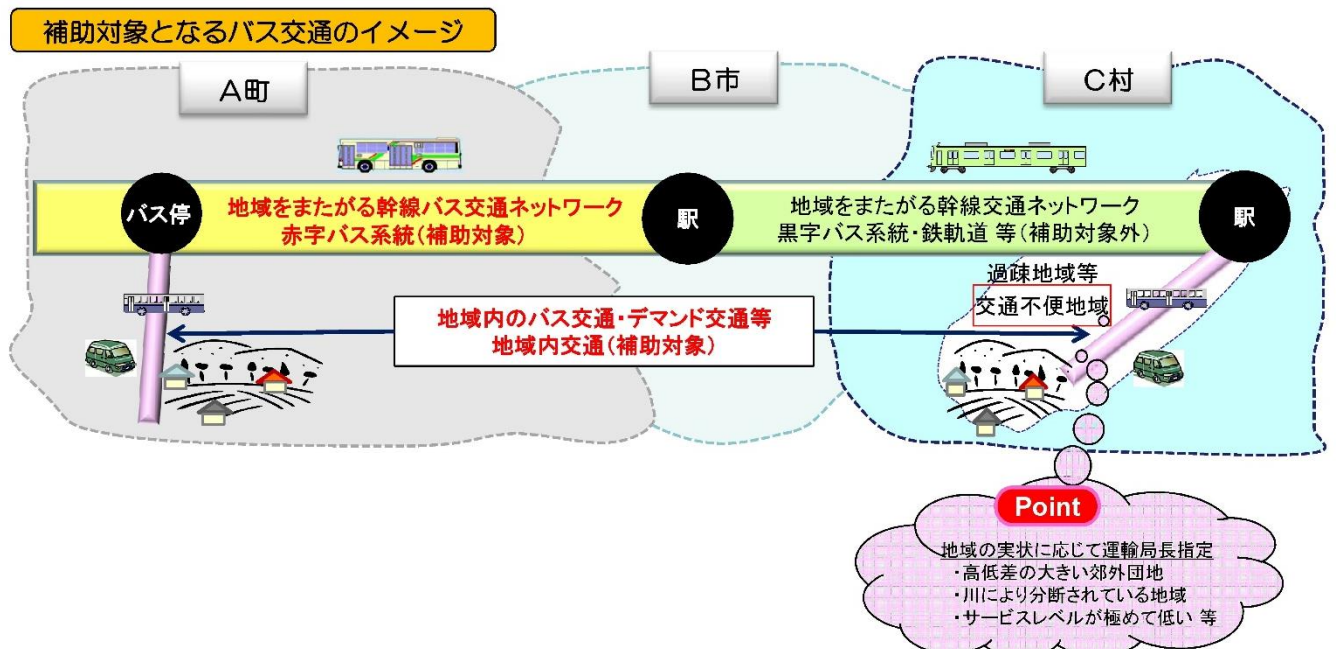 補助対象となるバス交通のイメージ
A町
B市
C村
バス停
地域をまたがる幹線バス交通ネットワーク
赤字バス系統(補助対象)
駅
地域をまたがる幹線交通ネットワーク
黒字バス系統・鉄軌道 等(補助対象外)
駅
過疎地域等
交通不便地域
地域内のバス交通・デマンド交通等
地域内交通(補助対象)
Point
地域の実状に応じて運輸局長指定
・高低差の大きい郊外団地
・川により分断されている地域
・サービスレベルが極めて低い 等